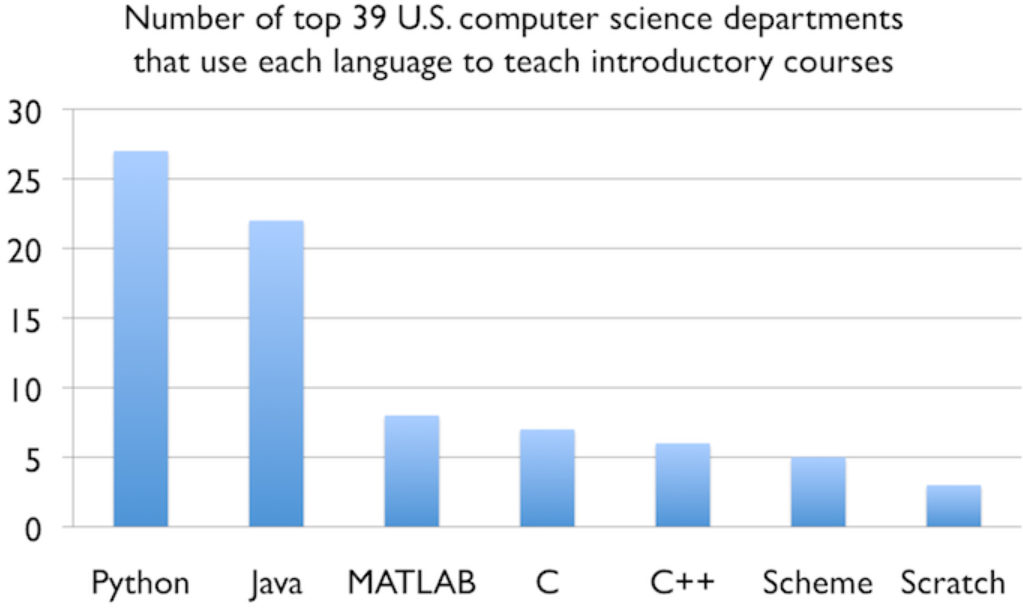 Number of top 39 U.S. computer science departments
that use each language to teach introductory courses
30
25
20
15
10
5
0
Python Java MATLAB C C++ Scheme Scratch